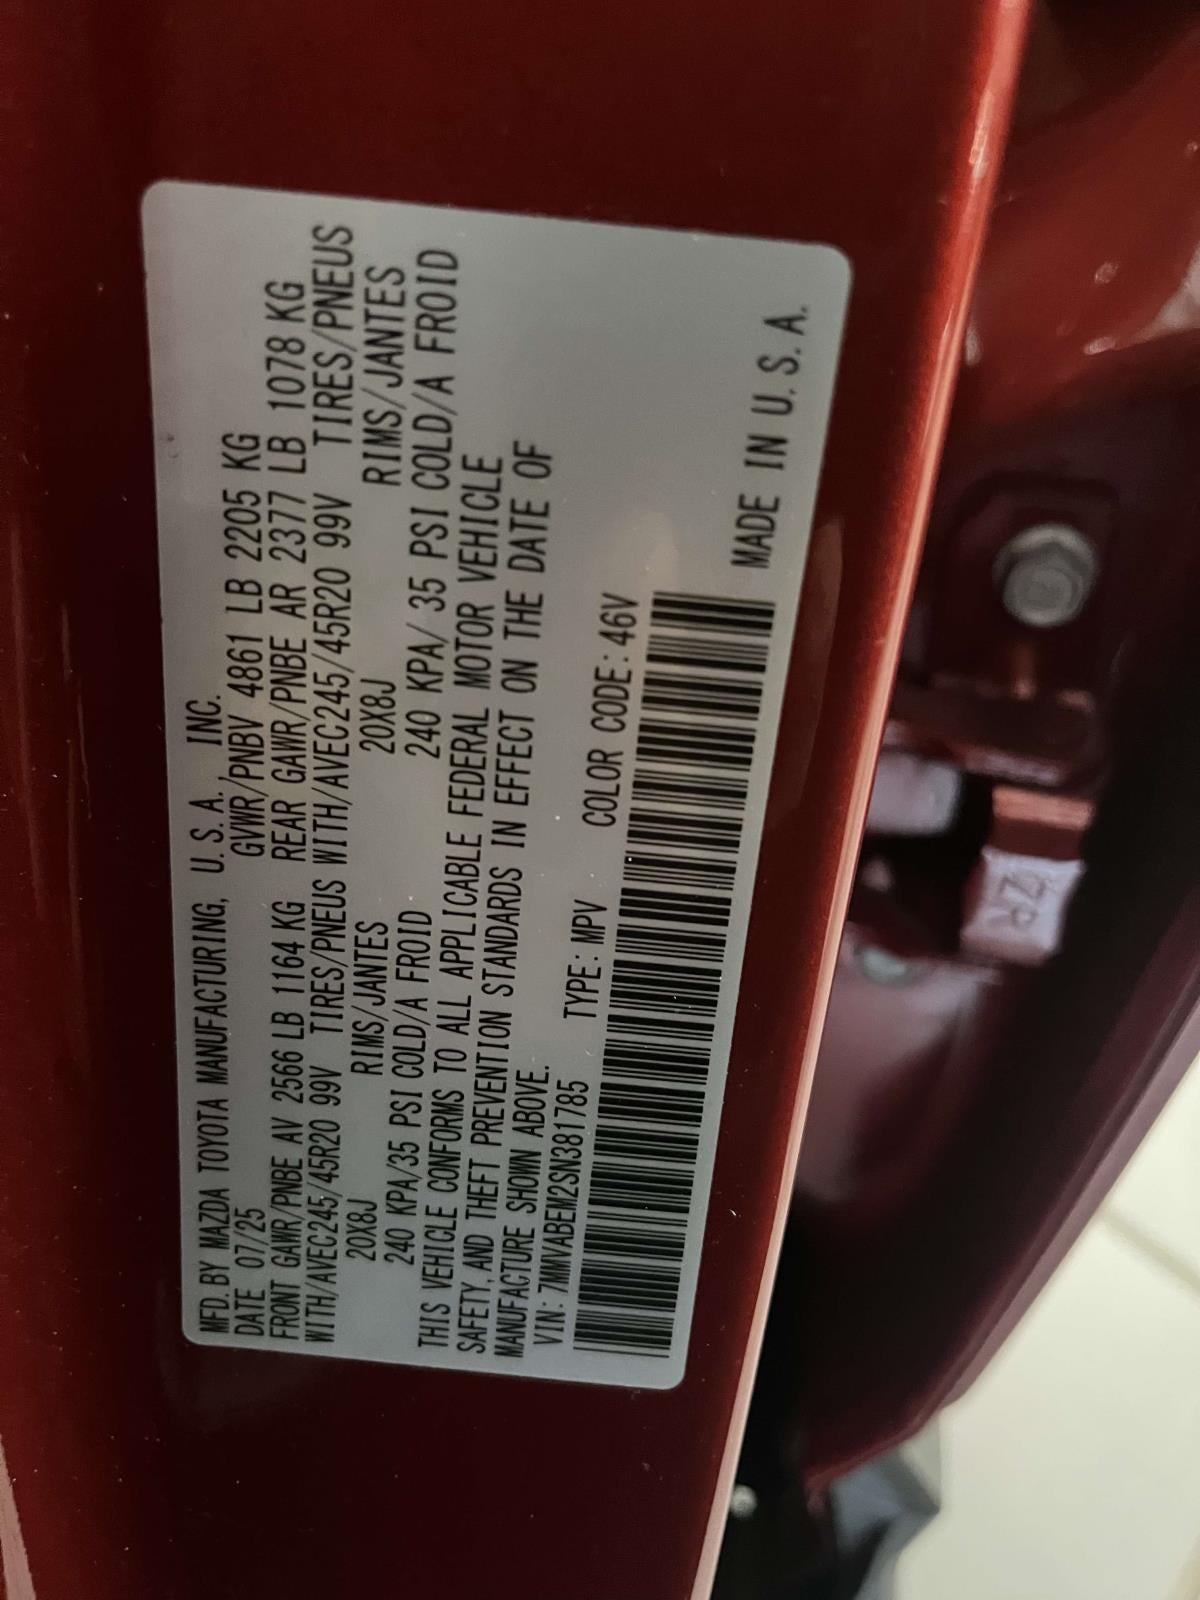 MFD. BY MAZDA TOYOTA MANUFACTURING, U. S. A. INC.
DATE 07/25 GVWR/PNBV 4861 LB 2205 KG
FRONT GAWR/PNBE AV 2566 LB 1164 KG REAR GAWR/PNBE AR 2377 LB 1078 KG
WITH/AVEC245/45R20 99V TIRES/PNEUS WITH/AVEC245/45R20 99V TIRES/PNEUS
20X8J RIMS/JANTES 20X8J RIMS/JANTES
240 KPA/35 PSI COLD/A FROID 240 KPA/ 35 PSI COLD/A FROID
THIS VEHICLE CONFORMS TO ALL APPLICABLE FEDERAL MOTOR VEHICLE
SAFETY, AND THEFT PREVENTION STANDARDS IN EFFECT ON THE DATE OF
MANUFACTURE SHOWN ABOVE.
VIN: 7MMVABEM2SN381785 TYPE: MPV COLOR CODE: 46V
MADE IN U. S. A.